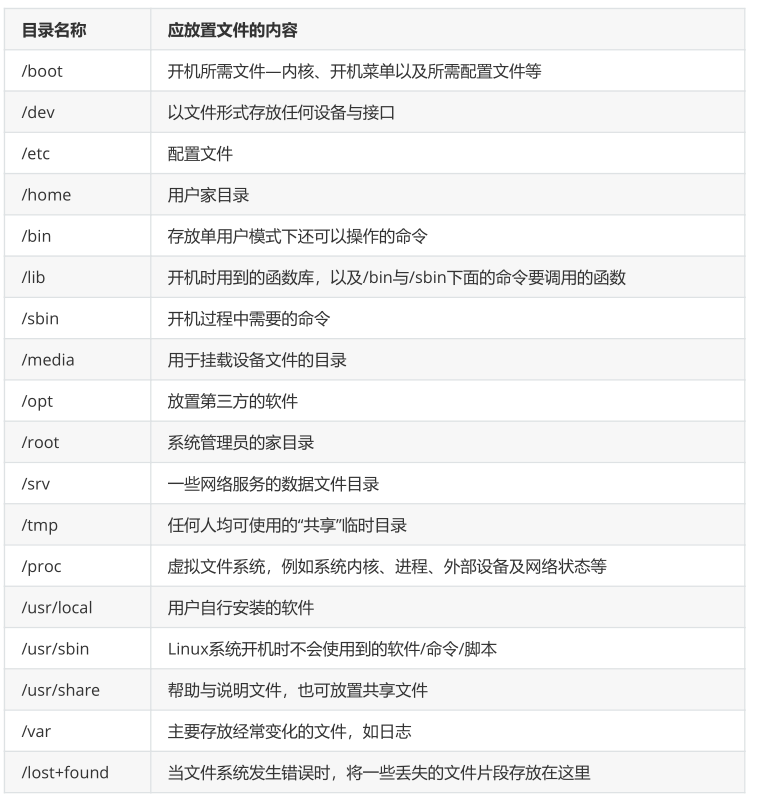 目录名称 应放置文件的内容
/boot 开机所需文件—内核、开机菜单以及所需配置文件等
/dev 以文件形式存放任何设备与接口
/etc 配置文件
/home 用户家目录
/bin 存放单用户模式下还可以操作的命令
/lib 开机时用到的函数库，以及/bin与/sbin下面的命令要调用的函数
/sbin 开机过程中需要的命令
/media 用于挂载设备文件的目录
/opt 放置第三方的软件
/root 系统管理员的家目录
/srv 一些网络服务的数据文件目录
/tmp 任何人均可使用的“共享”临时目录
/proc 虚拟文件系统，例如系统内核、进程、外部设备及网络状态等
/usr/local 用户自行安装的软件
/usr/sbin Linux系统开机时不会使用到的软件/命令/脚本
/usr/share 帮助与说明文件，也可放置共享文件
/var 主要存放经常变化的文件，如日志
/lost+found 当文件系统发生错误时，将一些丢失的文件片段存放在这里